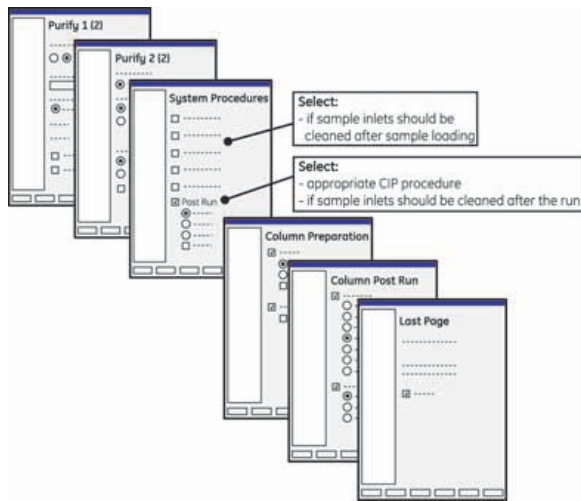 Purify 1 (2)
Purify 2 (2)
System Procedures
Select:
- if sample inlets should be
cleaned after sample loading
Select:
- appropriate CIP procedure
- if sample inlets should be cleaned after the run
Post Run
Column Preparation
Column Post Run
Last Page